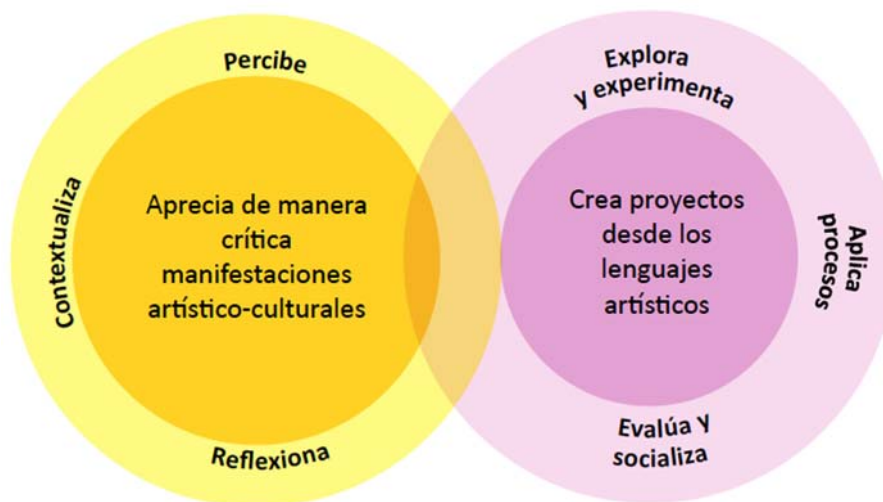 Percibe
Contextualiza
Aprecia de manera
crítica
manifestaciones
artístico-culturales
Reflexiona
Explora
y experimenta
Crea proyectos
desde los
lenguajes
artísticos
Aplica
procesos
Evalúa y
socializa